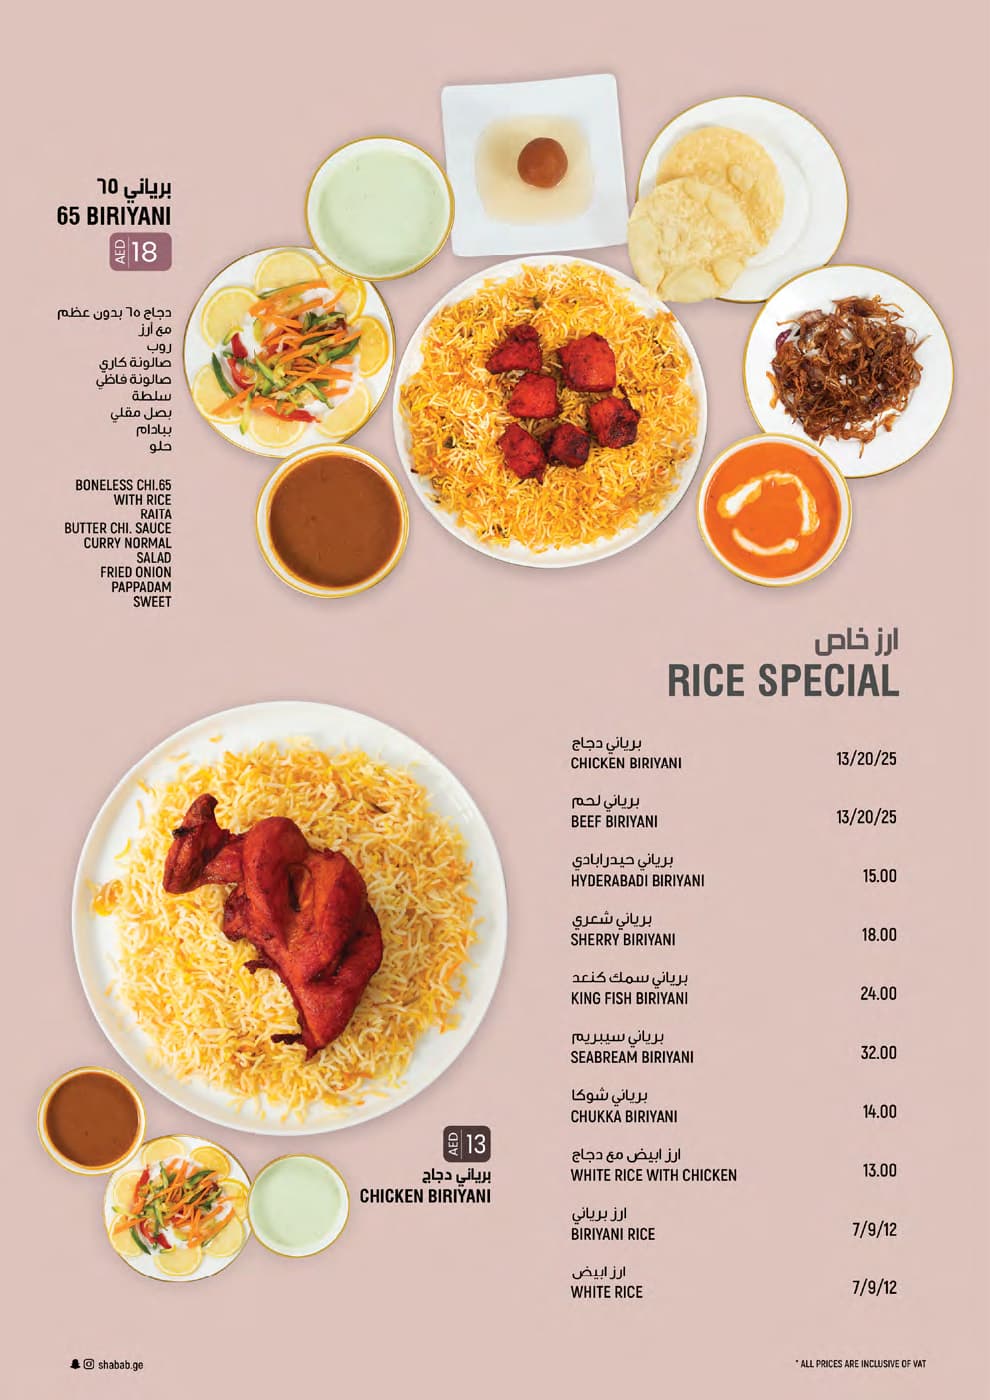 برياني ٦٥
65 BIRIYANI
AED 18
دجاج ٦٥ بدون عظم
مع أرز
روب
صالونة كاري
صالونة فاظي
سلطة
بصل مقلي
ببادام
حلو
BONELESS CHI.65
WITH RICE
RAITA
BUTTER CHI. SAUCE
CURRY NORMAL
SALAD
FRIED ONION
PAPPADAM
SWEET
ارز خاص
RICE SPECIAL
برياني دجاج
CHICKEN BIRIYANI 13/20/25
برياني لحم
BEEF BIRIYANI 13/20/25
برياني حيدرابادي
HYDERABADI BIRIYANI 15.00
برياني شعري
SHERRY BIRIYANI 18.00
برياني سمك كنعد
KING FISH BIRIYANI 24.00
برياني سيبريم
SEABREAM BIRIYANI 32.00
برياني شوكا
CHUKKA BIRIYANI 14.00
ارز ابيض مع دجاج
WHITE RICE WITH CHICKEN 13.00
ارز برياني
BIRIYANI RICE 7/9/12
ارز ابيض
WHITE RICE 7/9/12
AED 13
برياني دجاج
CHICKEN BIRIYANI
shabab.ge
* ALL PRICES ARE INCLUSIVE OF VAT